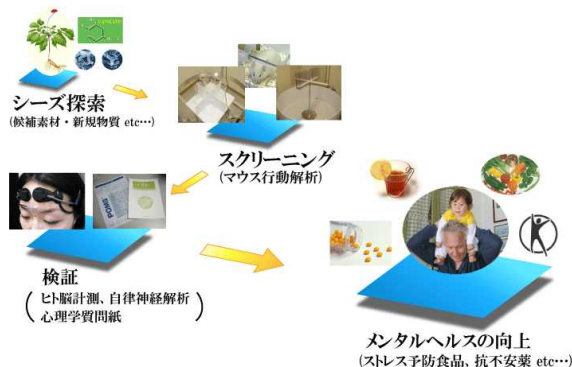 シーズ探索
(候補素材・新規物質 etc…)
スクリーニング
(マウス行動解析)
POMS
検証
(ヒト脳計測、自律神経解析
心理学質問紙)
メンタルヘルスの向上
(ストレス予防食品、抗不安薬 etc…)